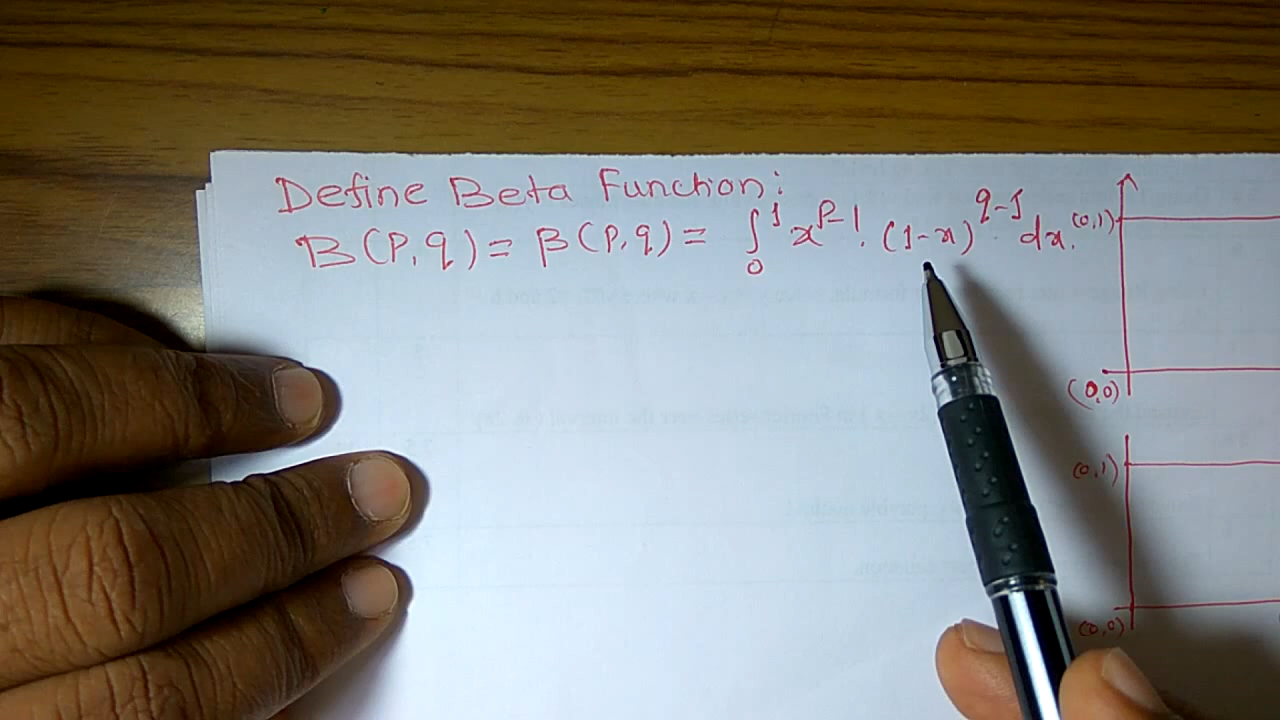 Define Beta Function:
B(P,q) = β(P,q) = ∫₀¹ x^(P-1) . (1-x)^(q-1) . dx.
(0,1)
(0,0)
(0,1)
(0,0)